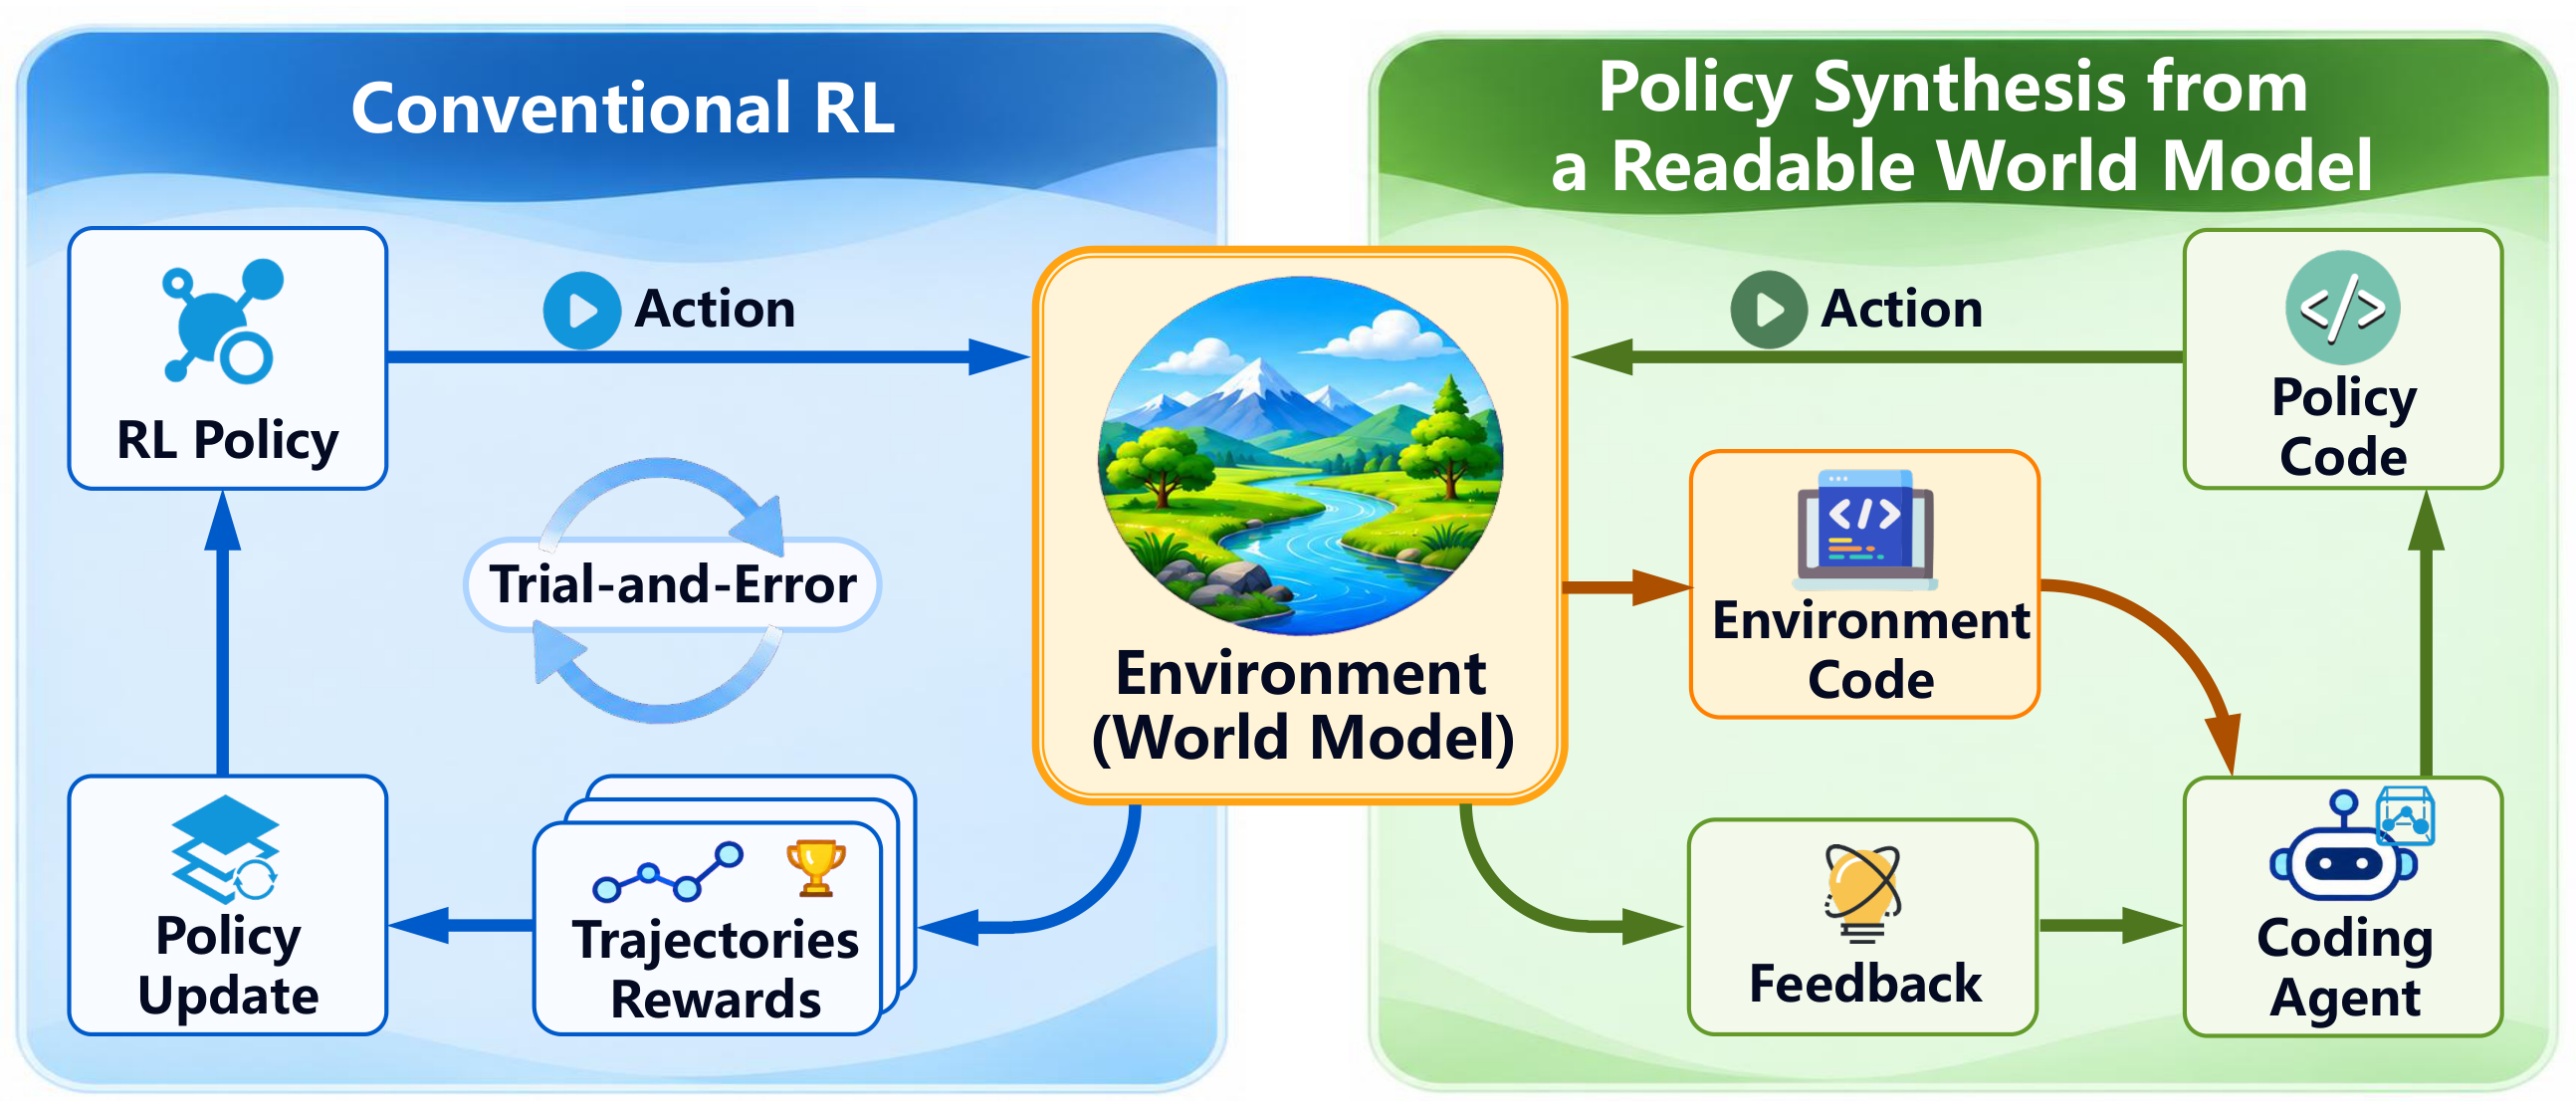 Conventional RL
RL Policy
Action
Trial-and-Error
Policy
Update
Trajectories
Rewards
Environment
(World Model)
Policy Synthesis from
a Readable World Model
Action
Policy
Code
</>
Environment
Code
</>
Feedback
Coding
Agent